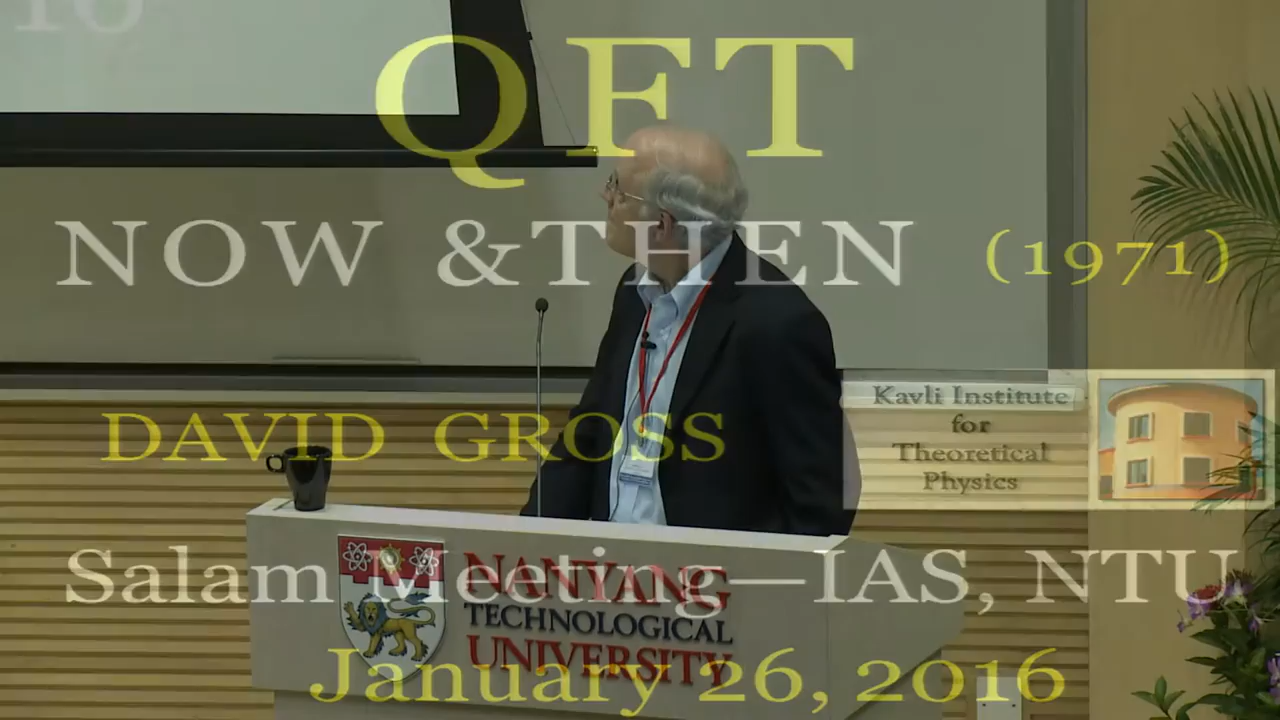 16
QFT
NOW &THEN (1971)
DAVID GROSS
Kavli Institute
for
Theoretical
Physics
Salam Meeting—IAS, NTU
NANYANG
TECHNOLOGICAL
UNIVERSITY
January 26, 2016